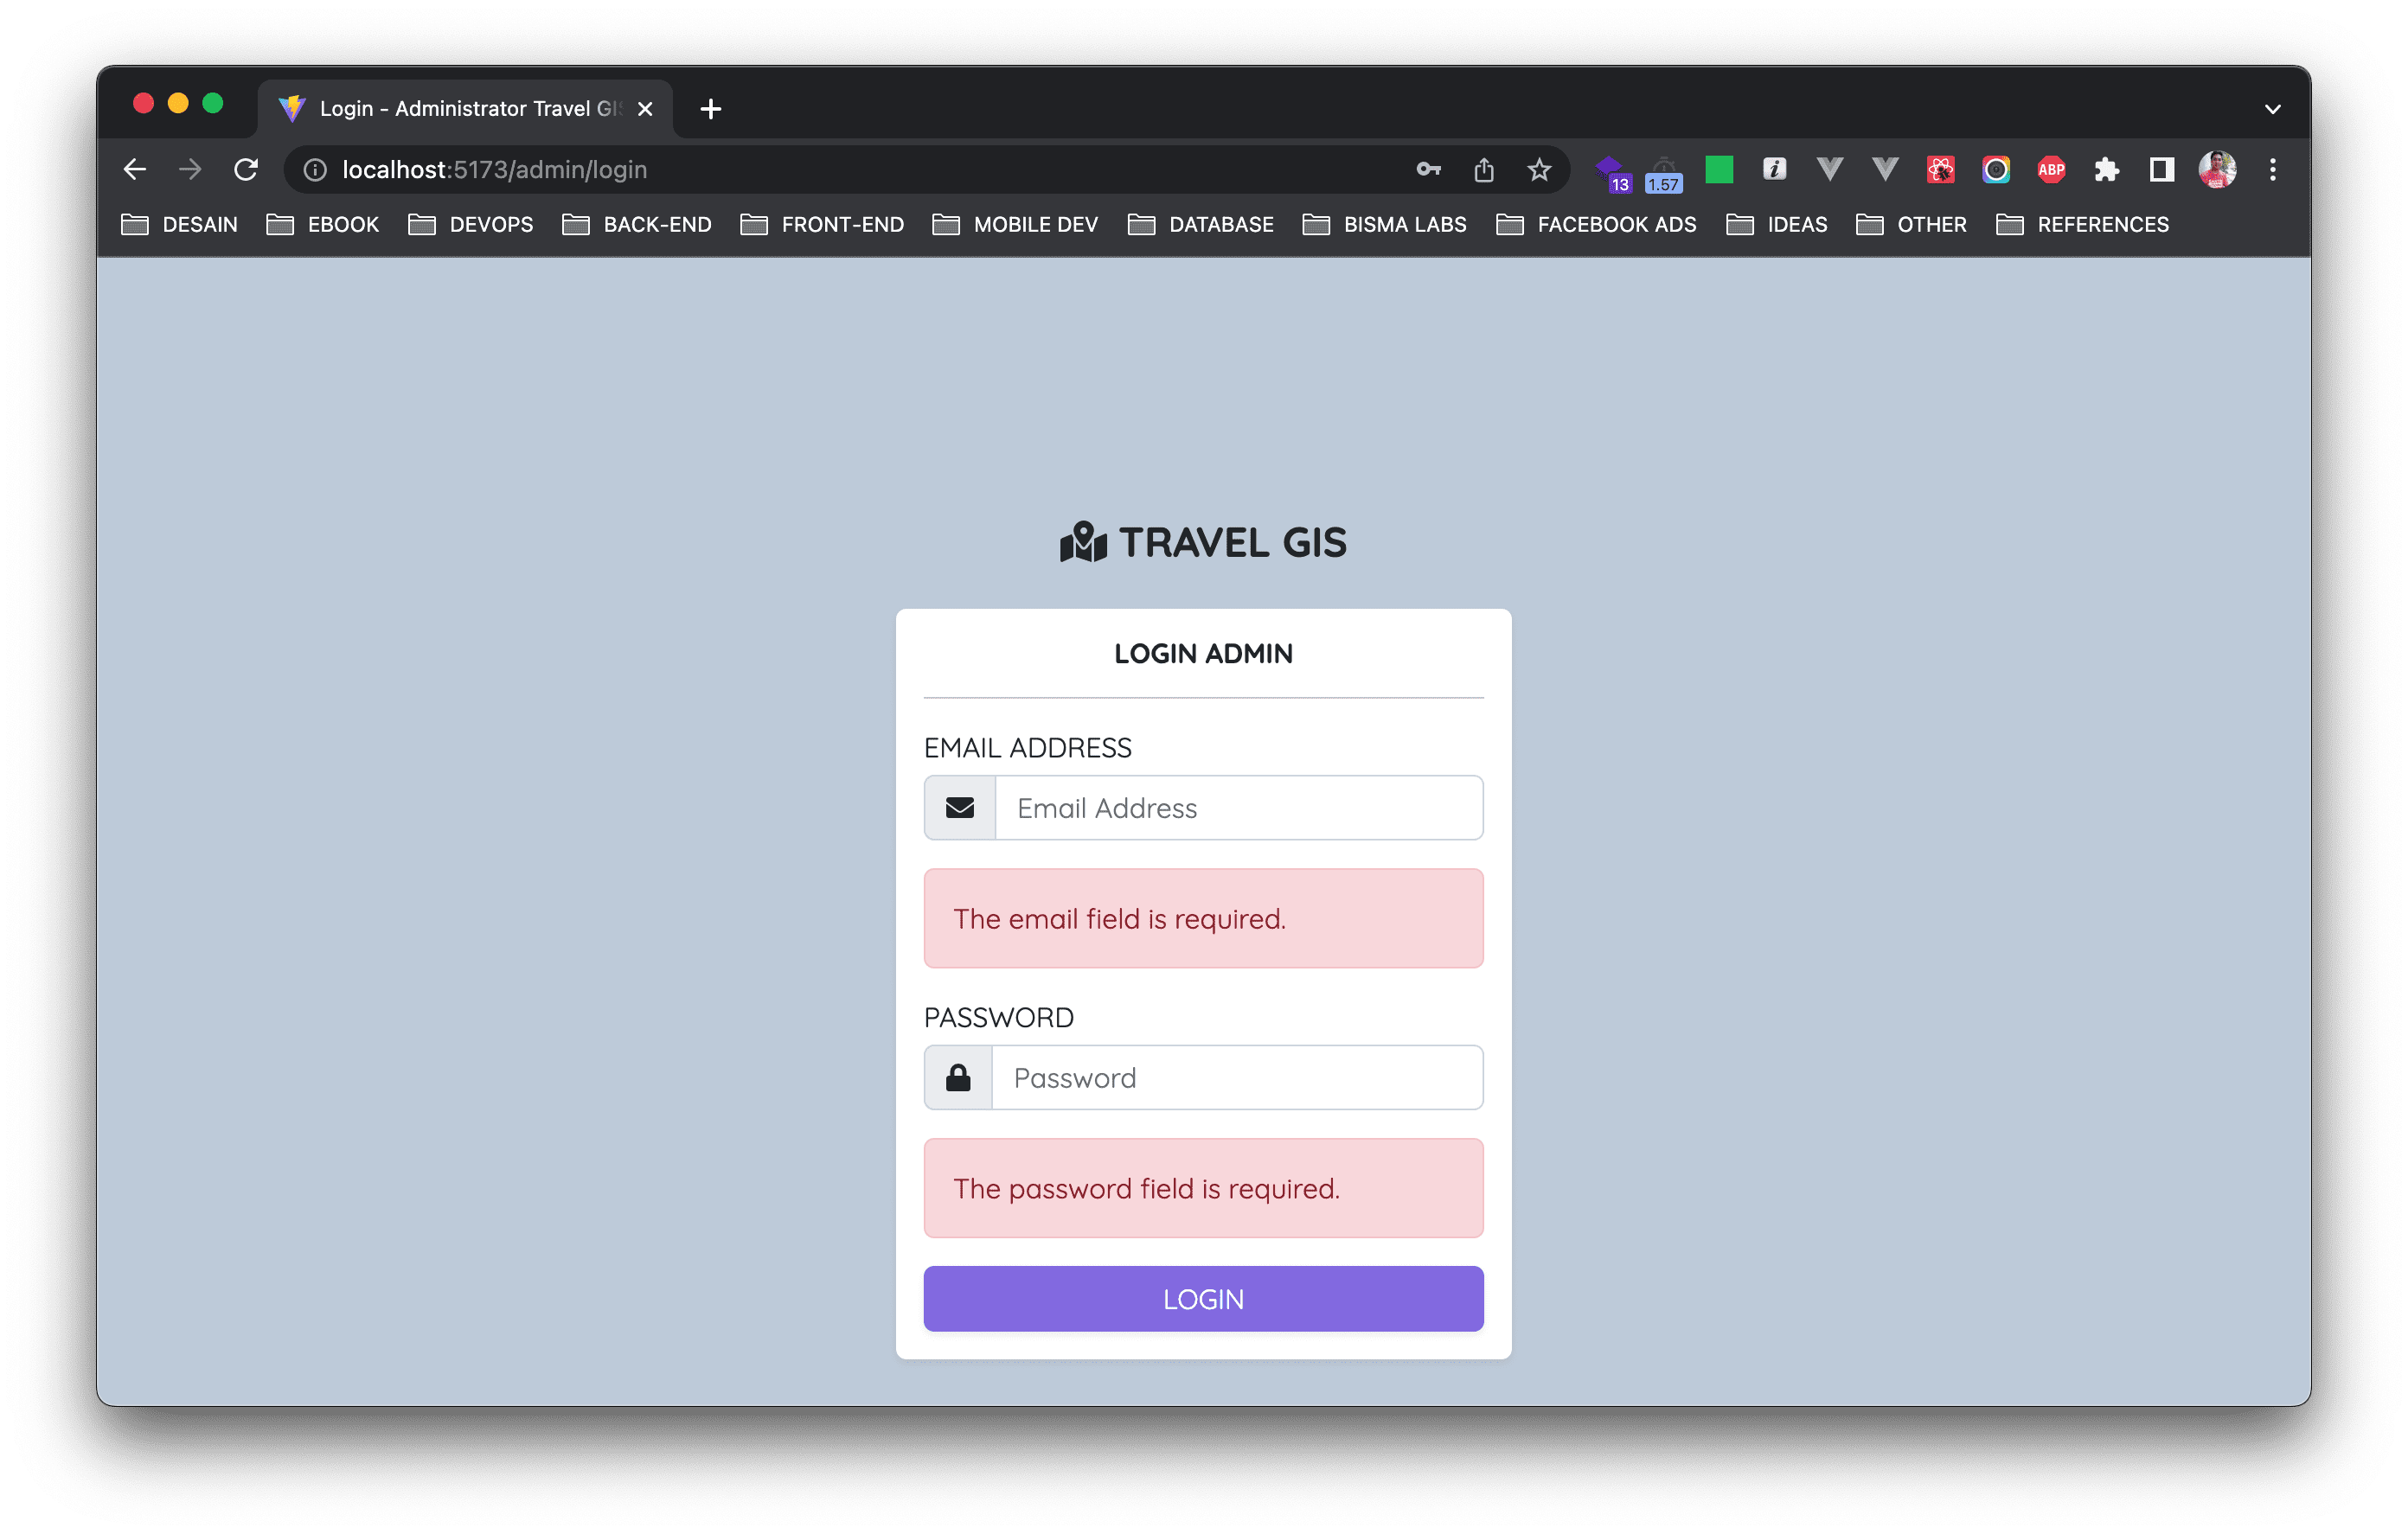 Login - Administrator Travel GIS
localhost:5173/admin/login
13
1.57
ABP
DESAIN
EBOOK
DEVOPS
BACK-END
FRONT-END
MOBILE DEV
DATABASE
BISMA LABS
FACEBOOK ADS
IDEAS
OTHER
REFERENCES
TRAVEL GIS
LOGIN ADMIN
EMAIL ADDRESS
Email Address
The email field is required.
PASSWORD
Password
The password field is required.
LOGIN